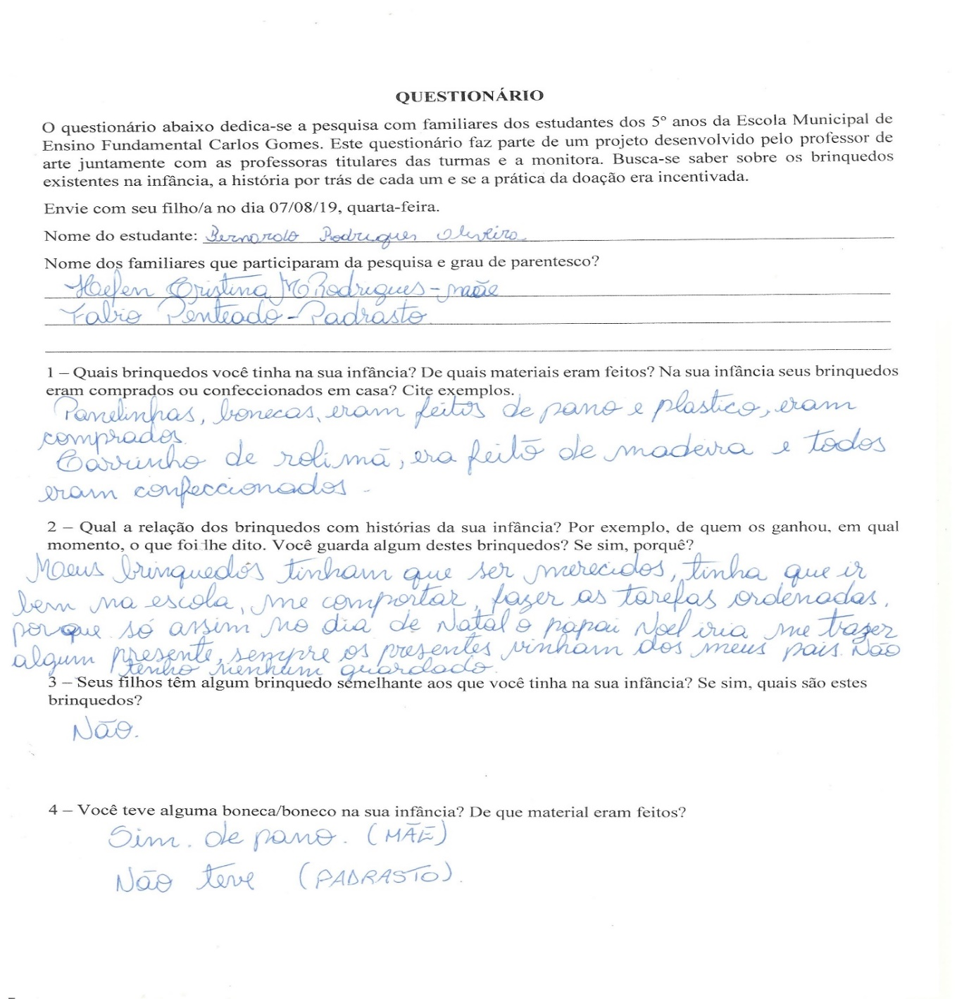 QUESTIONÁRIO
O questionário abaixo dedica-se a pesquisa com familiares dos estudantes dos 5º anos da Escola Municipal de
Ensino Fundamental Carlos Gomes. Este questionário faz parte de um projeto desenvolvido pelo professor de
arte juntamente com as professoras titulares das turmas e a monitora. Busca-se saber sobre os brinquedos
existentes na infância, a história por trás de cada um e se a prática da doação era incentivada.
Envie com seu filho/a no dia 07/08/19, quarta-feira.
Nome do estudante: Bernardo Rodrigues Oliveira
Nome dos familiares que participaram da pesquisa e grau de parentesco?
Cristina M Rodrigues - mãe
Fabio Penteado - Padrasto
1 – Quais brinquedos você tinha na sua infância? De quais materiais eram feitos? Na sua infância seus brinquedos
eram comprados ou confeccionados em casa? Cite exemplos.
Panelinhas, bonecas, eram feitos de pano e plastico, eram
comprados.
Carrinho de rolimã, era feito de madeira e todos
eram confeccionados.
2 – Qual a relação dos brinquedos com histórias da sua infância? Por exemplo, de quem os ganhou, em qual
momento, o que foi lhe dito. Você guarda algum destes brinquedos? Se sim, porquê?
Meus brinquedos tinham que ser merecidos, tinha que ir
bem na escola, me comportar, fazer as tarefas ordenadas,
porque só assim no dia de Natal o papai Noel iria me trazer
algum presente, sempre os presentes vinham dos meus pais. Não
tenho nenhum guardado.
3 – Seus filhos têm algum brinquedo semelhante aos que você tinha na sua infância? Se sim, quais são estes
brinquedos?
Não.
4 – Você teve alguma boneca/boneco na sua infância? De que material eram feitos?
Sim. de pano. (MÃE)
Não teve (PADRASTO).